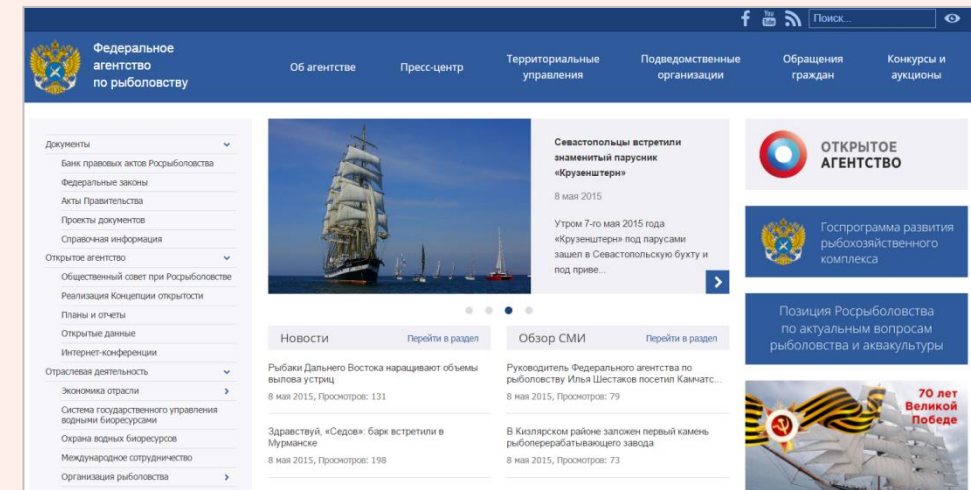 You
Tube
Поиск...
Федеральное
агентство
по рыболовству
Об агентстве
Пресс-центр
Территориальные
управления
Подведомственные
организации
Обращения
граждан
Конкурсы и
аукционы
Документы
Банк правовых актов Росрыболовства
Федеральные законы
Акты Правительства
Проекты документов
Справочная информация
Открытое агентство
Общественный совет при Росрыболовстве
Реализация Концепции открытости
Планы и отчеты
Открытые данные
Интернет-конференции
Отраслевая деятельность
Экономика отрасли
Система государственного управления
водными биоресурсами
Охрана водных биоресурсов
Международное сотрудничество
Организация рыболовства
Севастопольцы встретили
знаменитый парусник
«Крузенштерн»
8 мая 2015
Утром 7-го мая 2015 года
«Крузенштерн» под парусами
зашел в Севастопольскую бухту и
под приве...
Новости
Перейти в раздел
Рыбаки Дальнего Востока наращивают объемы
вылова устриц
8 мая 2015, Просмотров: 131
Здравствуй, «Седов»: барк встретили в
Мурманске
8 мая 2015, Просмотров: 198
Обзор СМИ
Перейти в раздел
Руководитель Федерального агентства по
рыболовству Илья Шестаков посетил Камчатс...
8 мая 2015, Просмотров: 79
В Кизлярском районе заложен первый камень
рыбоперерабатывающего завода
8 мая 2015, Просмотров: 73
ОТКРЫТОЕ
АГЕНТСТВО
Госпрограмма развития
рыбохозяйственного
комплекса
Позиция Росрыболовства
по актуальным вопросам
рыболовства и аквакультуры
70 лет
Великой
Победе